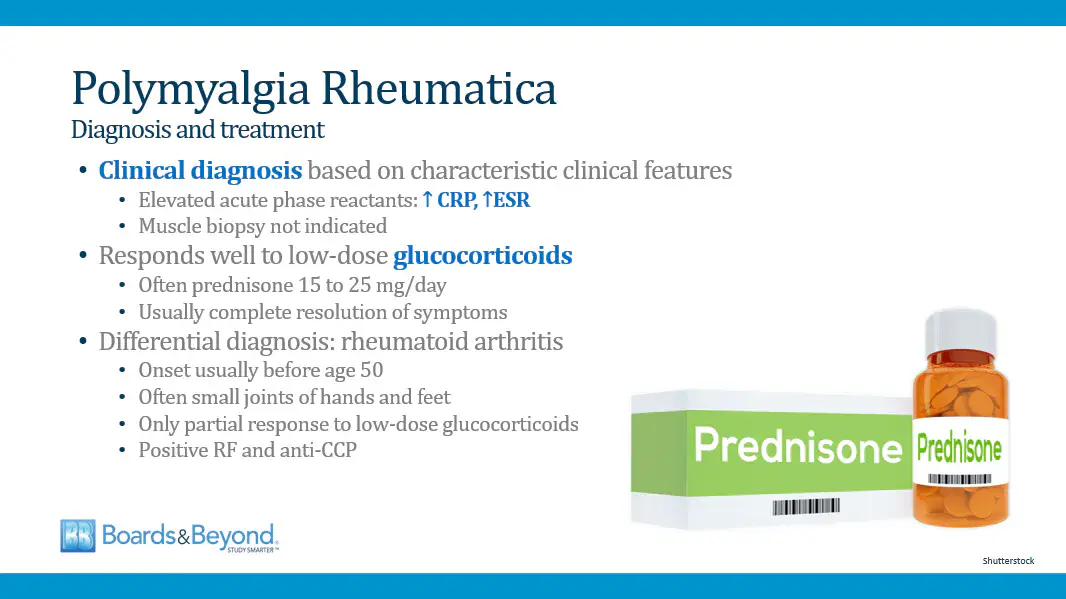 Polymyalgia Rheumatica
Diagnosis and treatment
• Clinical diagnosis based on characteristic clinical features
• Elevated acute phase reactants: ↑ CRP, ↑ESR
• Muscle biopsy not indicated
• Responds well to low-dose glucocorticoids
• Often prednisone 15 to 25 mg/day
• Usually complete resolution of symptoms
• Differential diagnosis: rheumatoid arthritis
• Onset usually before age 50
• Often small joints of hands and feet
• Only partial response to low-dose glucocorticoids
• Positive RF and anti-CCP
Prednisone
Prednisone
BB Boards&Beyond®
STUDY SMARTER™
Shutterstock